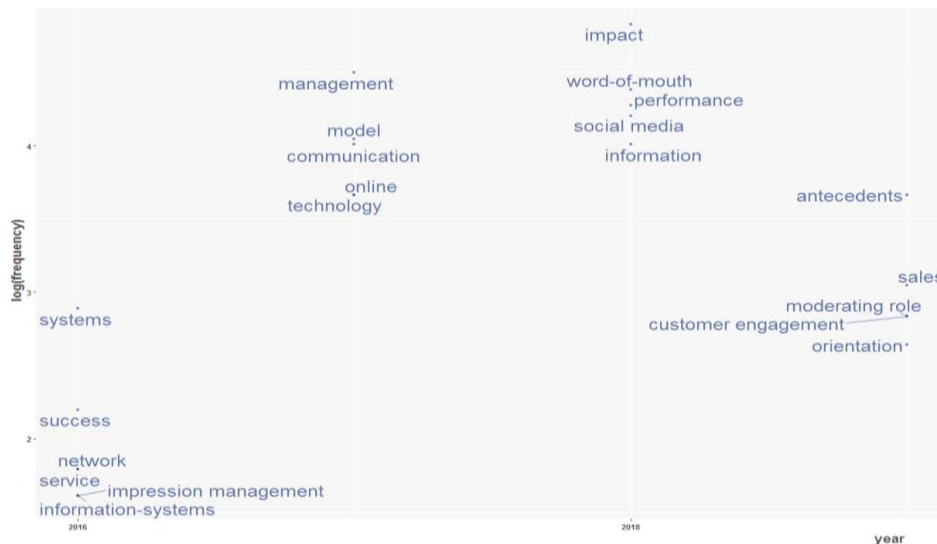 impact
word-of-mouth
management
performance
social media
model
4
communication
information
online
antecedents
technology
log(frequency)
sales
3
moderating role
systems
customer engagement
orientation
success
2
network
service
impression management
information-systems
2016
2018
year